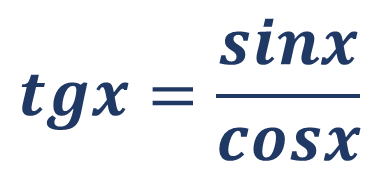 tgx = sinx
cosx